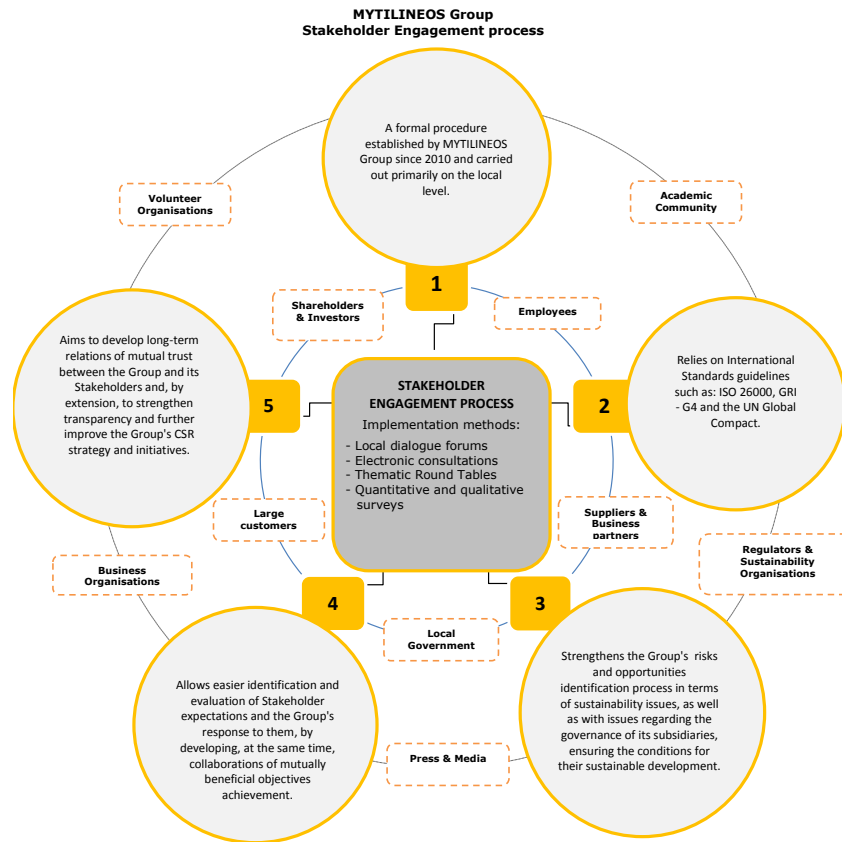 MYTILINEOS Group
Stakeholder Engagement process
A formal procedure
established by MYTILINEOS
Group since 2010 and carried
out primarily on the local
level.
Volunteer
Organisations
Academic
Community
1
Shareholders
& Investors
Employees
Aims to develop long-term
relations of mutual trust
between the Group and its
Stakeholders and, by
extension, to strengthen
transparency and further
improve the Group's CSR
strategy and initiatives.
5
STAKEHOLDER
ENGAGEMENT PROCESS
Implementation methods:
- Local dialogue forums
- Electronic consultations
- Thematic Round Tables
- Quantitative and qualitative
surveys
2
Relies on International
Standards guidelines
such as: ISO 26000, GRI
- G4 and the UN Global
Compact.
Large
customers
Suppliers &
Business
partners
Business
Organisations
Regulators &
Sustainability
Organisations
4
3
Local
Government
Allows easier identification and
evaluation of Stakeholder
expectations and the Group's
response to them, by
developing, at the same time,
collaborations of mutually
beneficial objectives
achievement.
Press & Media
Strengthens the Group's risks
and opportunities
identification process in terms
of sustainability issues, as well
as with issues regarding the
governance of its subsidiaries,
ensuring the conditions for
their sustainable development.